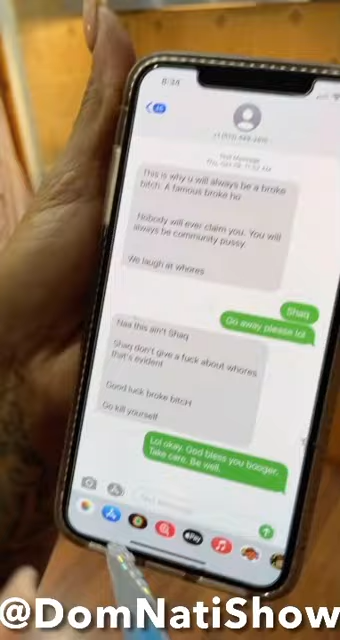 8:34
This is why u will always be a broke
bitch. A famous broke ho
Nobody will ever claim you. You will
always be community pussy.
We laugh at whores
Shaq
Go away please lol
Naa this ain't Shaq
Shaq don't give a fuck about whores
that's evident
Good luck broke bitcH
Go kill yourself
Lol okay. God bless you booger.
Take care. Be well.
Text Message
Pay
@DomNatiShow